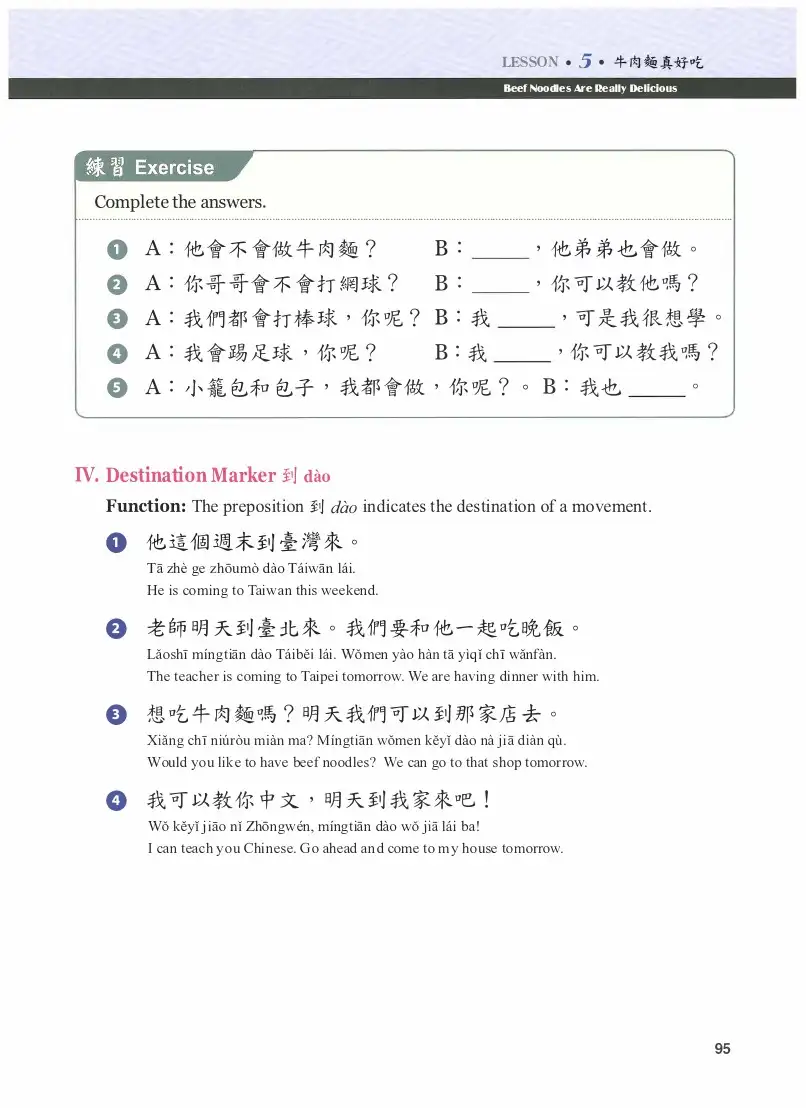 LESSON • 5 • 牛肉麵真好吃
Beef Noodles Are Really Delicious
練習 Exercise
Complete the answers.
1 A：他會不會做牛肉麵？ B：______，他弟弟也會做。
2 A：你哥哥會不會打網球？ B：______，你可以教他嗎？
3 A：我們都會打棒球，你呢？ B：我 ______，可是我很想學。
4 A：我會踢足球，你呢？ B：我 ______，你可以教我嗎？
5 A：小籠包和包子，我都會做，你呢？。 B：我也 ______。
IV. Destination Marker 到 dào
Function: The preposition 到 dào indicates the destination of a movement.
1 他這個週末到臺灣來。
Tā zhè ge zhōumò dào Táiwān lái.
He is coming to Taiwan this weekend.
2 老師明天到臺北來。我們要和他一起吃晚飯。
Lǎoshī míngtiān dào Táiběi lái. Wǒmen yào hàn tā yìqǐ chī wǎnfàn.
The teacher is coming to Taipei tomorrow. We are having dinner with him.
3 想吃牛肉麵嗎？明天我們可以到那家店去。
Xiǎng chī niúròu miàn ma? Míngtiān wǒmen kěyǐ dào nà jiā diàn qù.
Would you like to have beef noodles? We can go to that shop tomorrow.
4 我可以教你中文，明天到我家來吧！
Wǒ kěyǐ jiāo nǐ Zhōngwén, míngtiān dào wǒ jiā lái ba!
I can teach you Chinese. Go ahead and come to my house tomorrow.
95